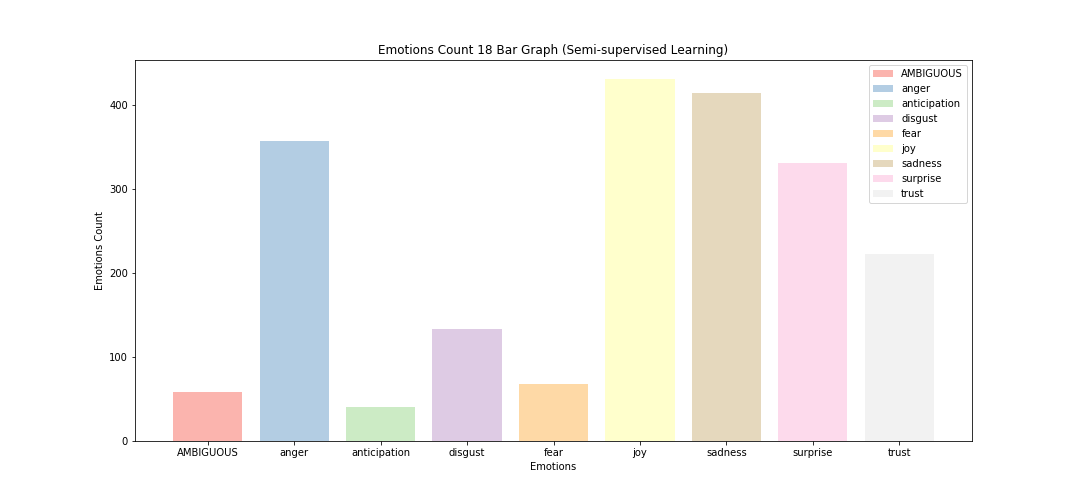 Emotions Count 18 Bar Graph (Semi-supervised Learning)
AMBIGUOUS
anger
anticipation
disgust
fear
joy
sadness
surprise
trust
400
300
200
100
0
Emotions Count
AMBIGUOUS anger anticipation disgust fear joy sadness surprise trust
Emotions